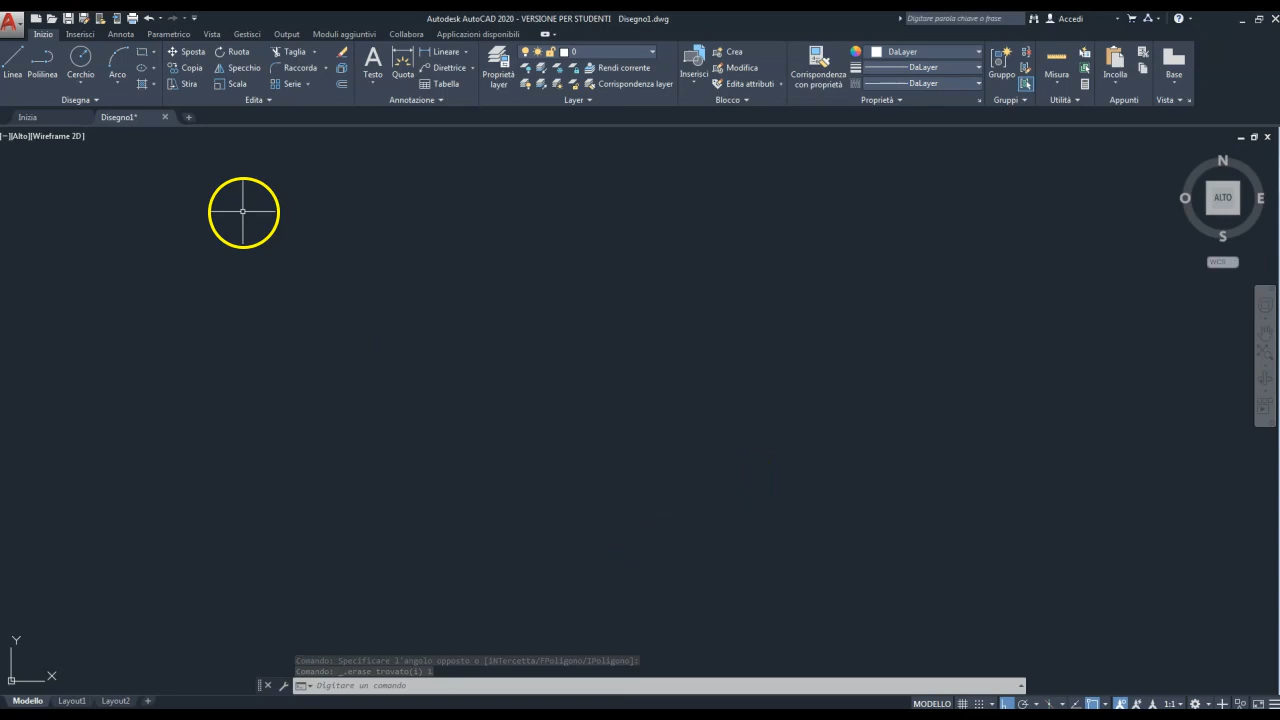 Autodesk AutoCAD 2020 - VERSIONE PER STUDENTI Disegno1.dwg
Digitare parola chiave o frase
Accedi
Inizio Inserisci Annota Parametrico Vista Gestisci Output Moduli aggiuntivi Collabora Applicazioni disponibili
Linea Polilinea Cerchio Arco
Sposta Ruota Taglia
Copia Specchio Raccorda
Stira Scala Serie
Testo Quota
Lineare
Direttrice
Tabella
Proprietà layer
0
Rendi corrente
Corrispondenza layer
Inserisci
Crea
Modifica
Edita attributi
Corrispondenza con proprietà
DaLayer
DaLayer
DaLayer
Gruppo
Misura
Incolla
Base
Disegna Edita Annotazione Layer Blocco Proprietà Gruppi Utilità Appunti Vista
Inizia Disegno1*
[−][Alto][Wireframe 2D]
N
O ALTO E
S
WCS
Y
X
Comando: Specificare l'angolo opposto o [iNTercetta/FPoligono/IPoligono]:
Comando: _.erase trovato(i) 1
Digitare un comando
Modello Layout1 Layout2
MODELLO
1:1